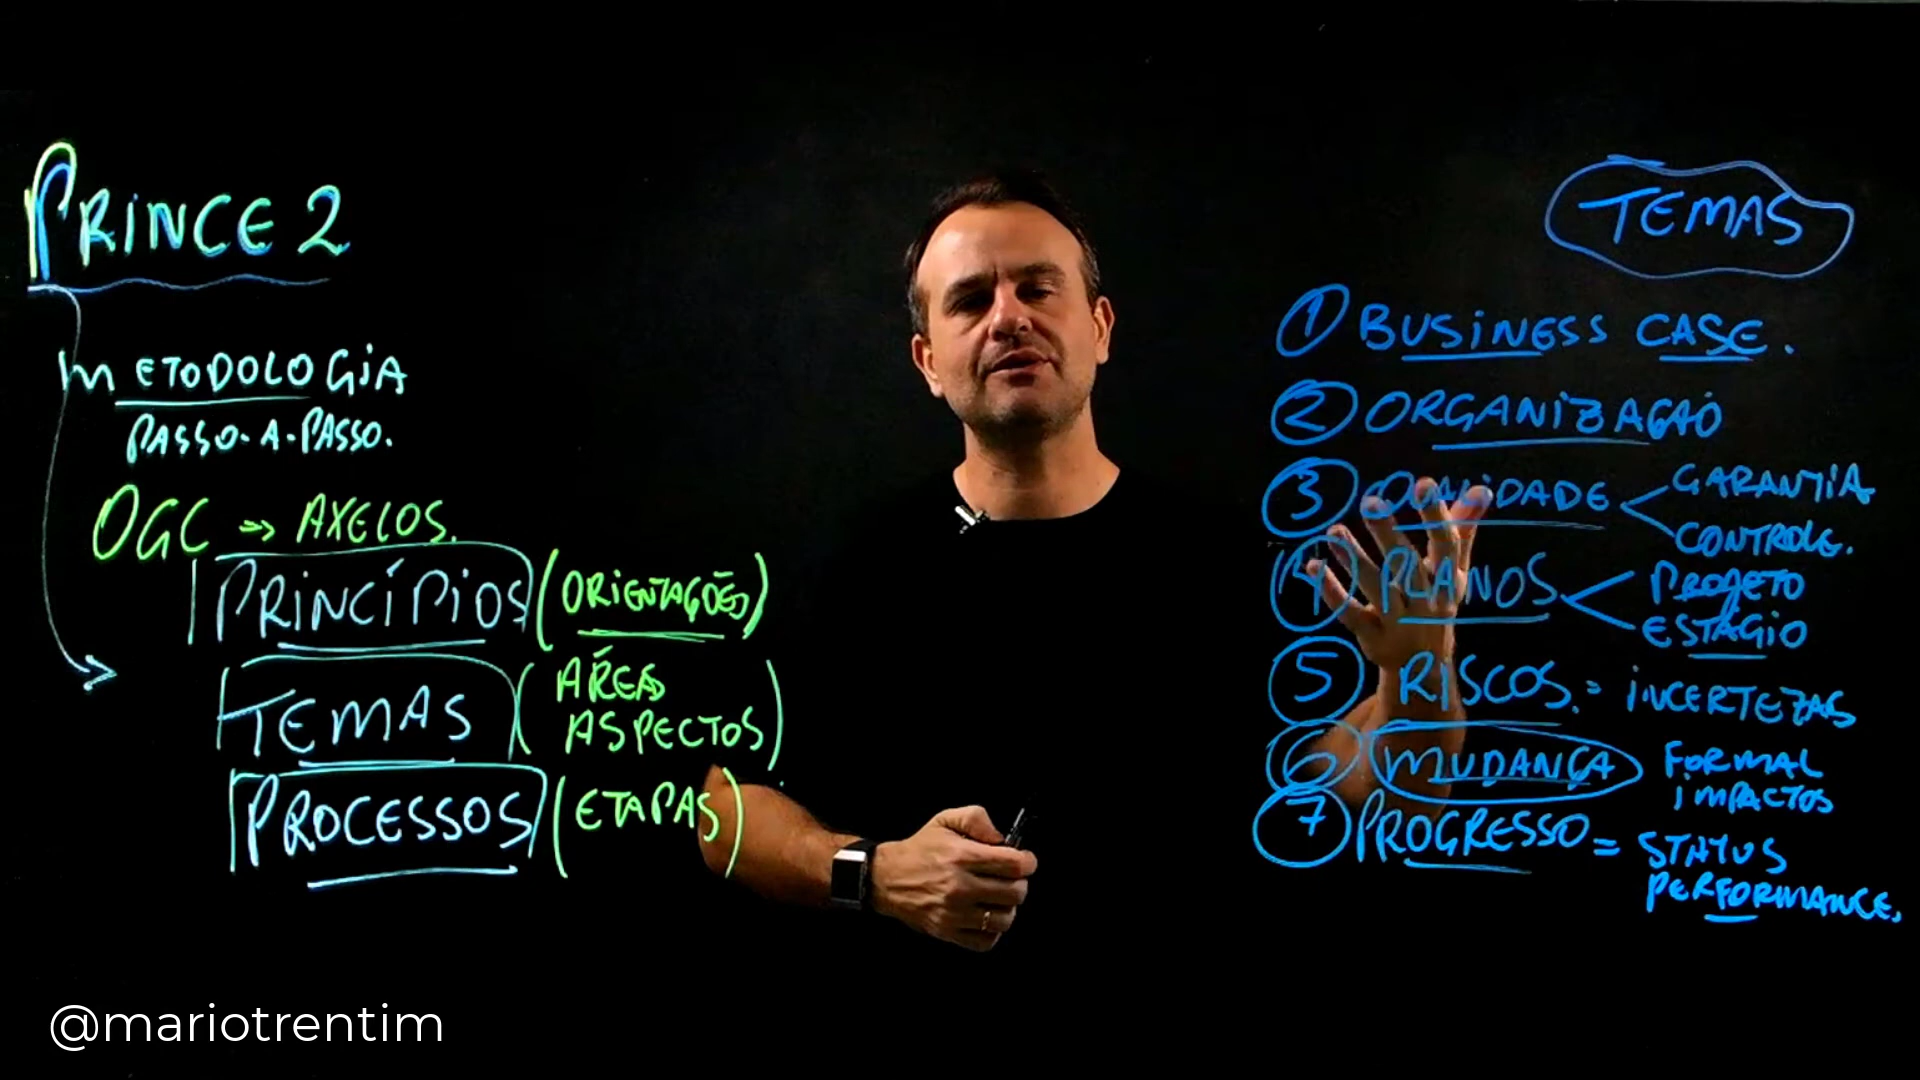 PRINCE 2
METODOLOGIA
PASSO-A-PASSO.
OGC ->> AXELOS.
PRINCÍPIOS (ORIENTAÇÕES)
TEMAS (ÁREAS
ASPECTOS)
PROCESSOS (ETAPAS)
TEMAS
1 BUSINESS CASE.
2 ORGANIZAÇÃO
3 QUALIDADE < GARANTIA
CONTROLE.
4 PLANOS < PROJETO
ESTÁGIO
5 RISCOS. = INCERTEZAS
6 MUDANÇA FORMAL
IMPACTOS
7 PROGRESSO = STATUS
PERFORMANCE.
@mariotrentim